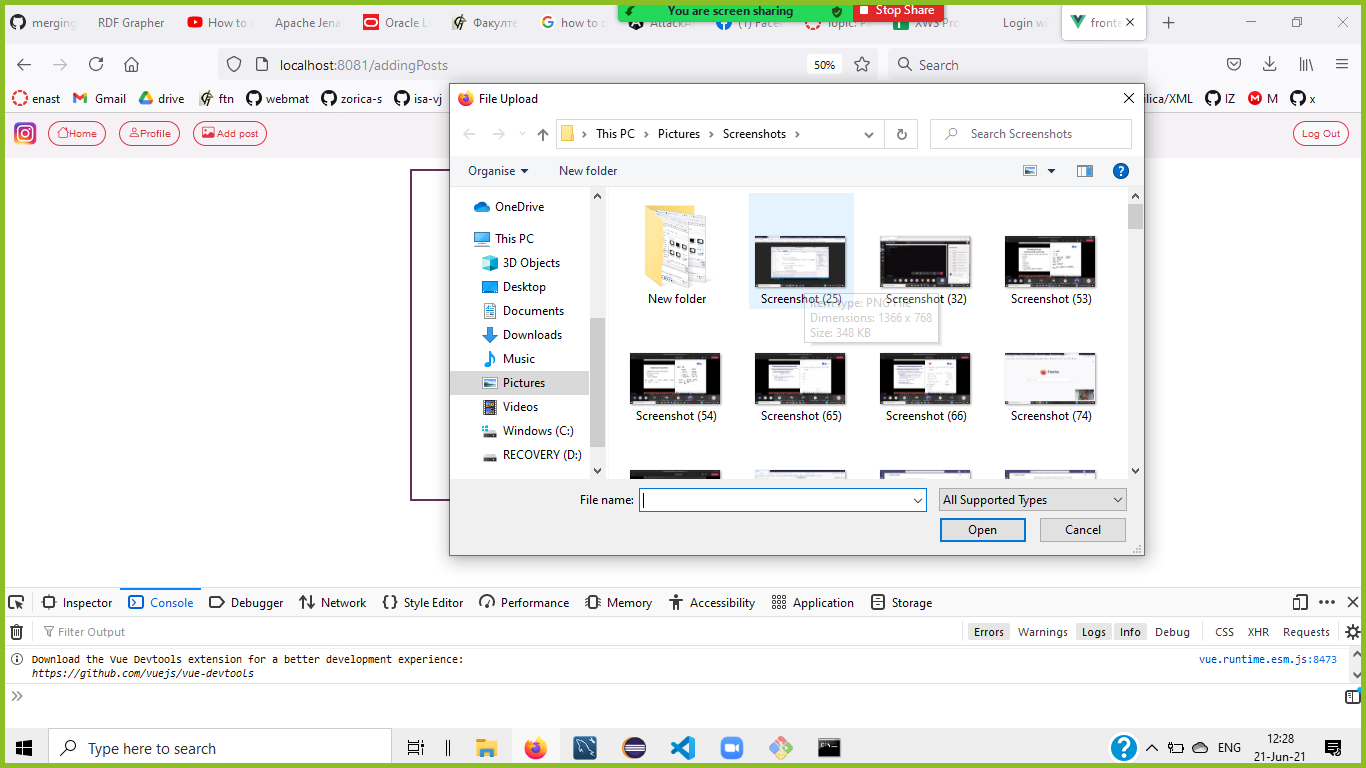 You are screen sharing
Stop Share
merging
RDF Grapher
How to
Apache Jena
Oracle L
Факулте
how to
AttackA
(1) Face
Topic: P
XWS Pro
Login w
fronte
localhost:8081/addingPosts
50%
Search
enast
Gmail
drive
ftn
webmat
zorica-s
isa-vj
ilica/XML
IZ
M
x
Home
Profile
Add post
Log Out
File Upload
This PC
Pictures
Screenshots
Search Screenshots
Organise
New folder
OneDrive
This PC
3D Objects
Desktop
Documents
Downloads
Music
Pictures
Videos
Windows (C:)
RECOVERY (D:)
New folder
Screenshot (25)
Screenshot (32)
Screenshot (53)
Item type: PNG File
Dimensions: 1366 x 768
Size: 348 KB
Screenshot (54)
Screenshot (65)
Screenshot (66)
Screenshot (74)
File name:
All Supported Types
Open
Cancel
Inspector
Console
Debugger
Network
Style Editor
Performance
Memory
Accessibility
Application
Storage
Filter Output
Errors
Warnings
Logs
Info
Debug
CSS
XHR
Requests
Download the Vue Devtools extension for a better development experience:
vue.runtime.esm.js:8473
https://github.com/vuejs/vue-devtools
Type here to search
ENG
12:28
21-Jun-21